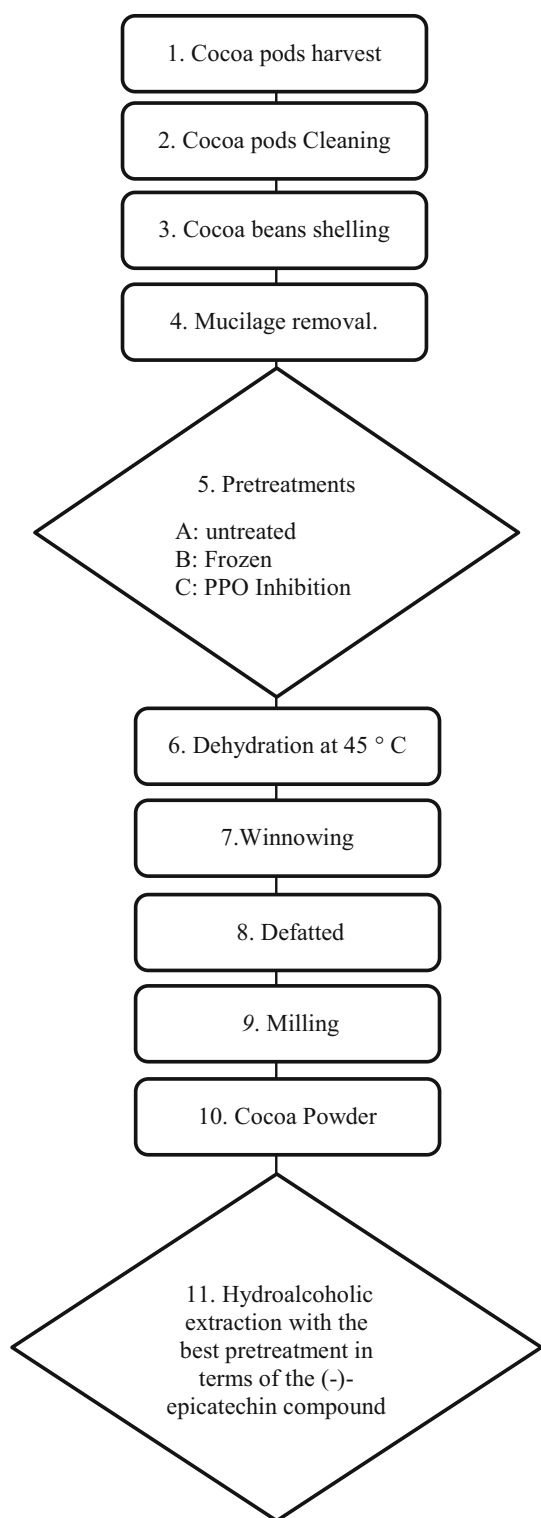 1. Cocoa pods harvest
2. Cocoa pods Cleaning
3. Cocoa beans shelling
4. Mucilage removal.
5. Pretreatments
A: untreated
B: Frozen
C: PPO Inhibition
6. Dehydration at 45 ° C
7.Winnowing
8. Defatted
9. Milling
10. Cocoa Powder
11. Hydroalcoholic
extraction with the
best pretreatment in
terms of the (-)-
epicatechin compound